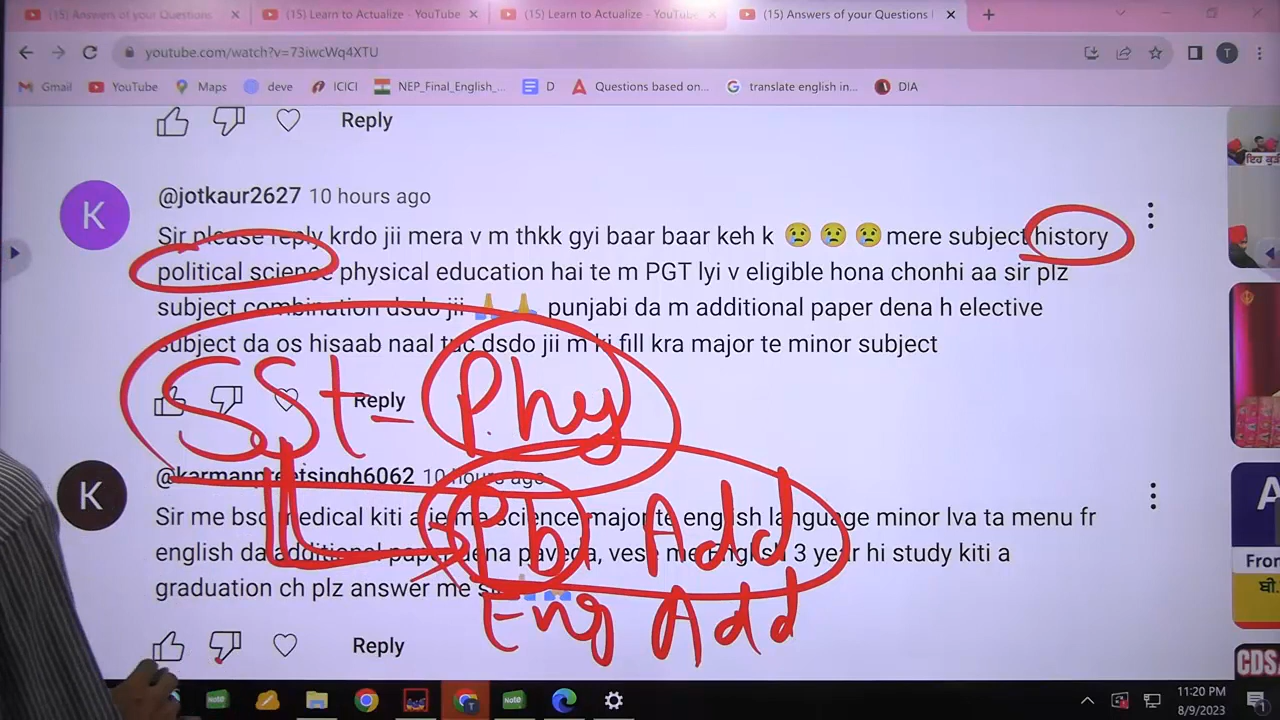 (15) Answers of your Questions
(15) Learn to Actualize - YouTube
(15) Learn to Actualize - YouTube
(15) Answers of your Questions
youtube.com/watch?v=73iwcWq4XTU
T
Gmail YouTube Maps deve ICICI NEP_Final_English_... D Questions based on... translate english in... DIA
Reply
K
@jotkaur2627 10 hours ago
Sir please reply krdo jii mera v m thkk gyi baar baar keh k 😢 😢 😢 mere subject history
political science physical education hai te m PGT lyi v eligible hona chonhi aa sir plz
subject combination dsdo jii 🙏 🙏 punjabi da m additional paper dena h elective
subject da os hisaab naal tuc dsdo jii m ki fill kra major te minor subject
SSt - Phy
Reply
K
@karmanpreetsingh6062 10 hours ago
Pb Add
Sir me bsc medical kiti a je me science major te english language minor lva ta menu fr
english da additional paper dena pavega, vese me English 3 year hi study kiti a
graduation ch plz answer me sir
Eng Add
Reply
ਇਹ
From
ਬੀ.
CDS
11:20 PM
8/9/2023